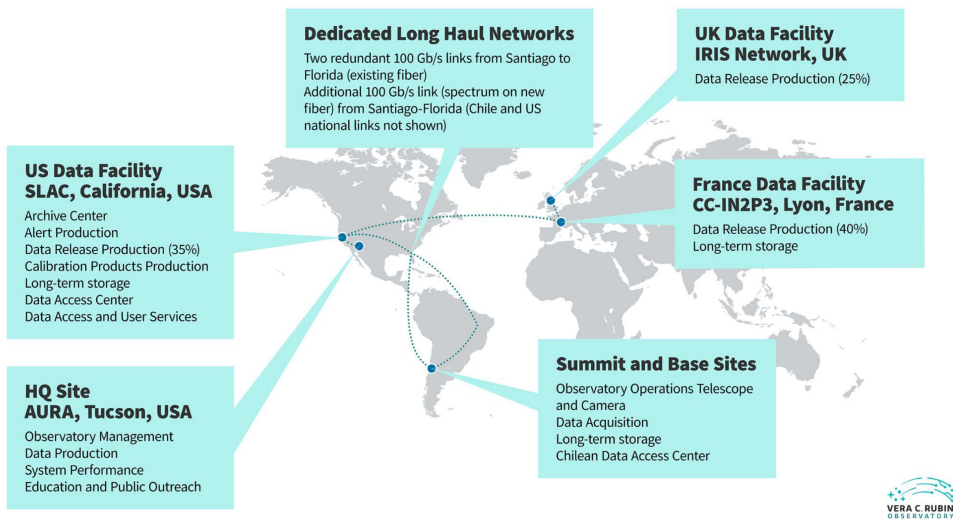 Dedicated Long Haul Networks
Two redundant 100 Gb/s links from Santiago to
Florida (existing fiber)
Additional 100 Gb/s link (spectrum on new
fiber) from Santiago-Florida (Chile and US
national links not shown)
UK Data Facility
IRIS Network, UK
Data Release Production (25%)
US Data Facility
SLAC, California, USA
Archive Center
Alert Production
Data Release Production (35%)
Calibration Products Production
Long-term storage
Data Access Center
Data Access and User Services
France Data Facility
CC-IN2P3, Lyon, France
Data Release Production (40%)
Long-term storage
HQ Site
AURA, Tucson, USA
Observatory Management
Data Production
System Performance
Education and Public Outreach
Summit and Base Sites
Observatory Operations Telescope
and Camera
Data Acquisition
Long-term storage
Chilean Data Access Center
VERA C. RUBIN
OBSERVATORY